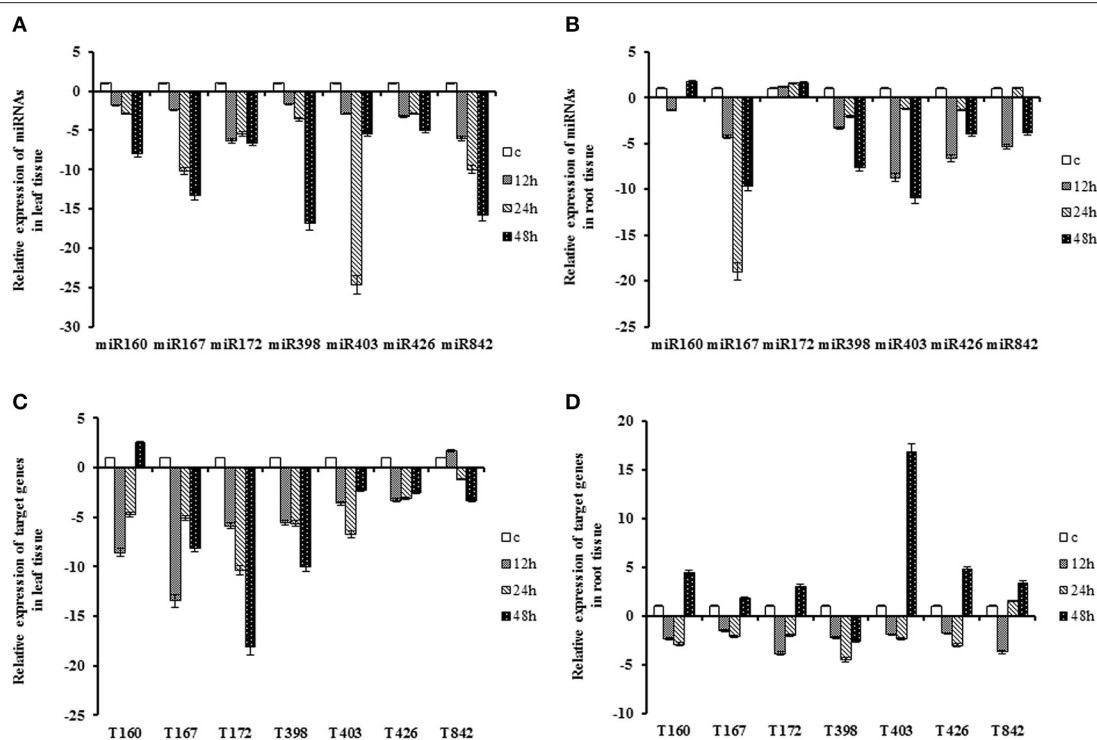 A
Relative expression of miRNAs
in leaf tissue
5
0
-5
-10
-15
-20
-25
-30
miR160 miR167 miR172 miR398 miR403 miR426 miR842
c
12h
24h
48h
B
Relative expression of miRNAs
in root tissue
5
0
-5
-10
-15
-20
-25
miR160 miR167 miR172 miR398 miR403 miR426 miR842
c
12h
24h
48h
C
Relative expression of target genes
in leaf tissue
5
0
-5
-10
-15
-20
-25
T160 T167 T172 T398 T403 T426 T842
c
12h
24h
48h
D
Relative expression of target genes
in root tissue
20
15
10
5
0
-5
-10
T160 T167 T172 T398 T403 T426 T842
c
12h
24h
48h